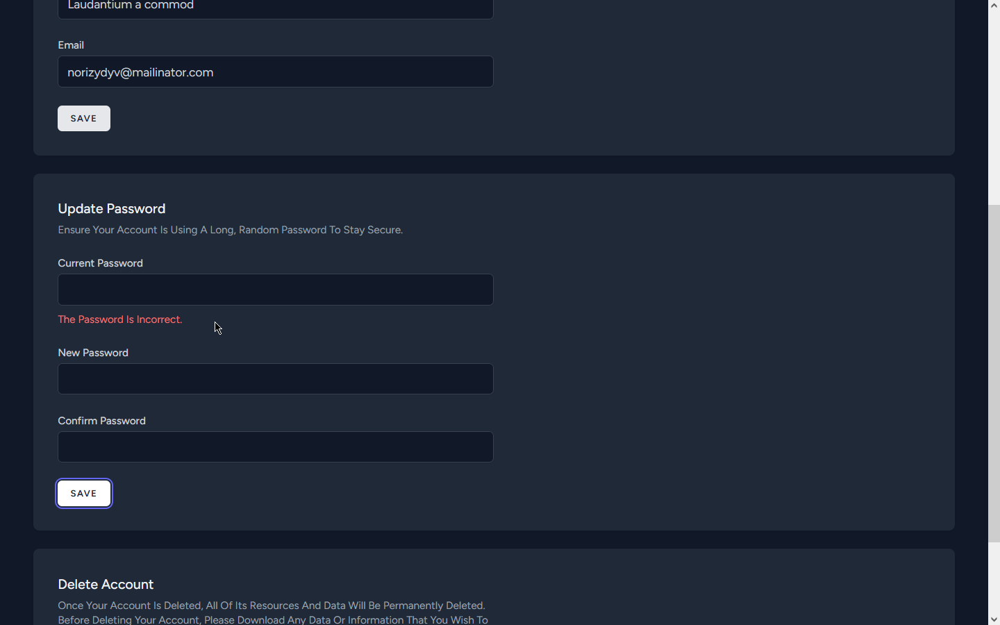 Laudantium a commod
Email
norizydyv@mailinator.com
SAVE
Update Password
Ensure Your Account Is Using A Long, Random Password To Stay Secure.
Current Password
The Password Is Incorrect.
New Password
Confirm Password
SAVE
Delete Account
Once Your Account Is Deleted, All Of Its Resources And Data Will Be Permanently Deleted.
Before Deleting Your Account, Please Download Any Data Or Information That You Wish To